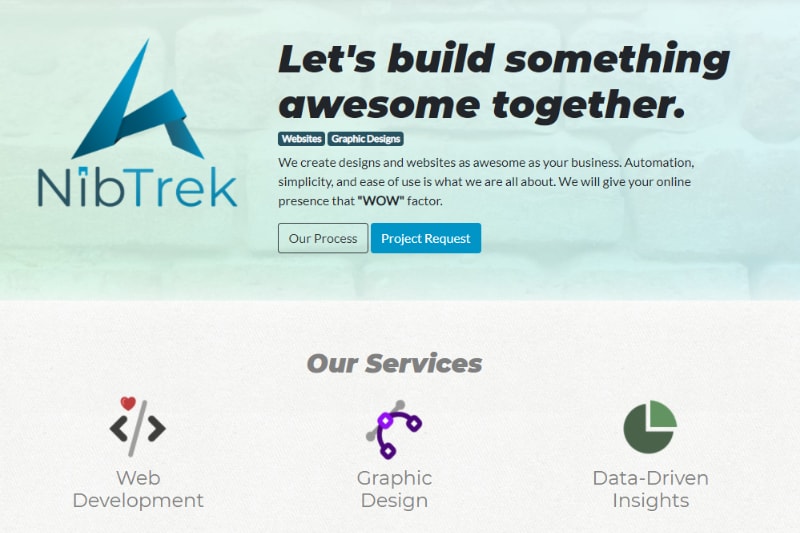 Let's build something
awesome together.
Websites Graphic Designs
We create designs and websites as awesome as your business. Automation,
simplicity, and ease of use is what we are all about. We will give your online
presence that "WOW" factor.
Our Process Project Request
NibTrek
Our Services
Web
Development
Graphic
Design
Data-Driven
Insights